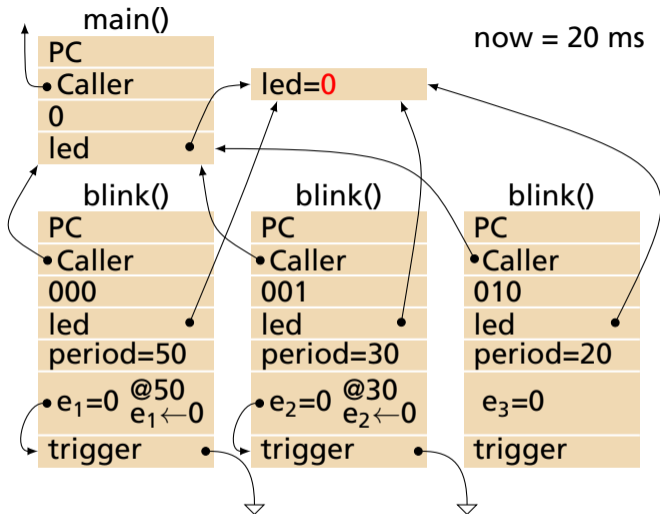 main()
PC
Caller
0
led
led=0
now = 20 ms
blink()
PC
Caller
000
led
period=50
e₁=0 @50 e₁←0
trigger
blink()
PC
Caller
001
led
period=30
e₂=0 @30 e₂←0
trigger
blink()
PC
Caller
010
led
period=20
e₃=0
trigger